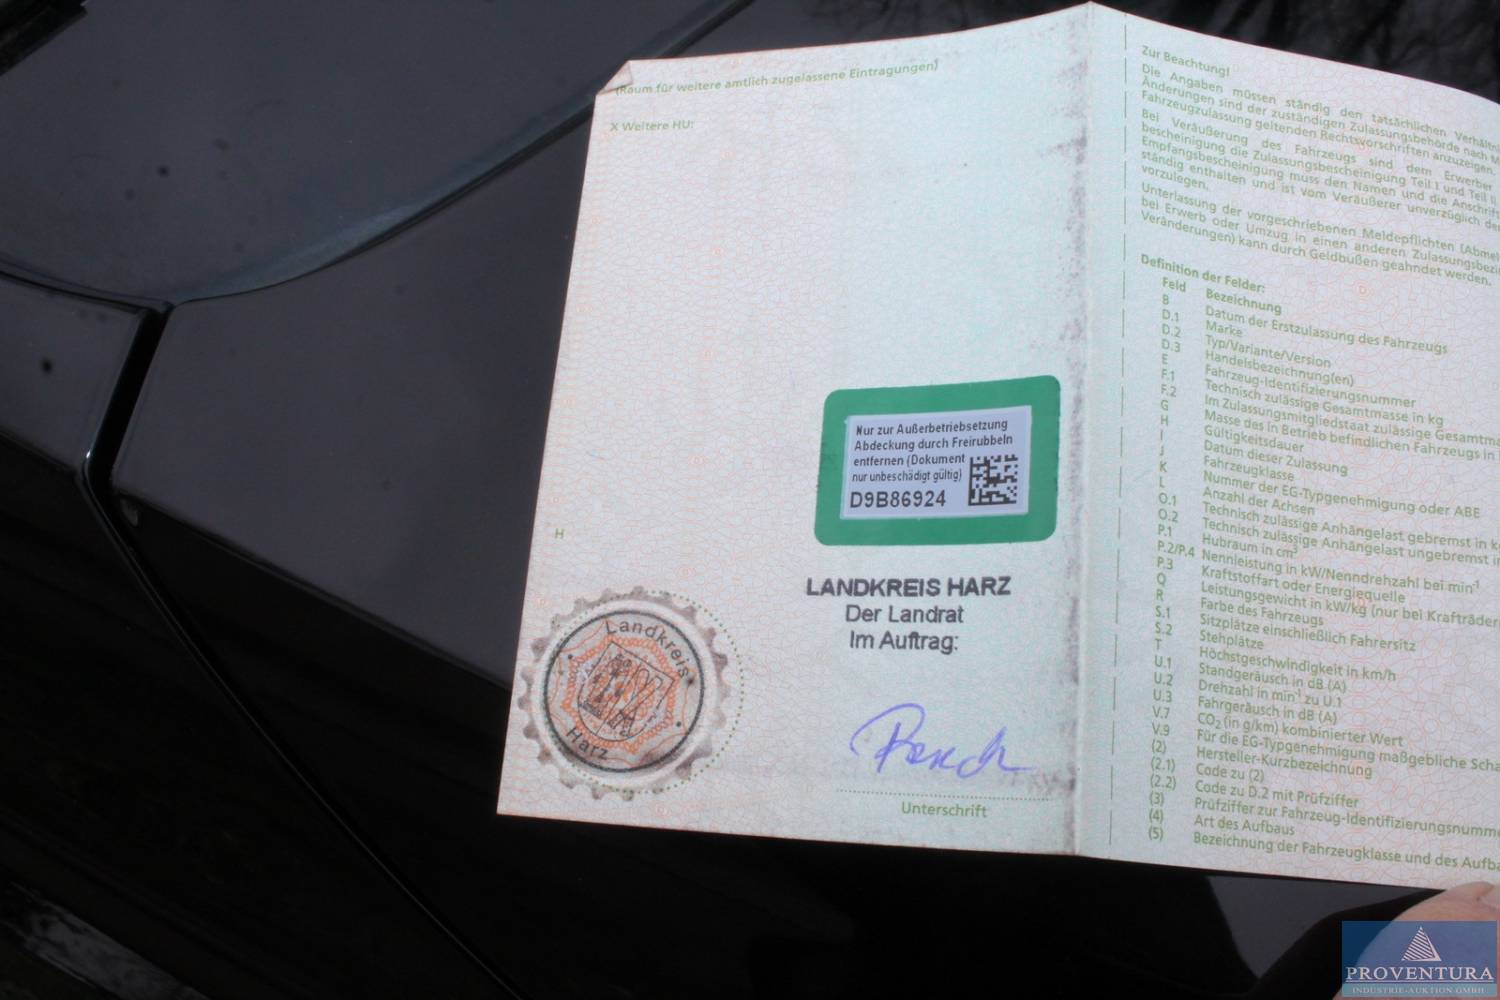 (Raum für weitere amtlich zugelassene Eintragungen)
X Weitere HU:
Nur zur Außerbetriebsetzung
Abdeckung durch Freirubbeln
entfernen (Dokument
nur unbeschädigt gültig)
D9B86924
H
LANDKREIS HARZ
Der Landrat
Im Auftrag:
Landkreis
Harz
Unterschrift
Zur Beachtung!
Die Angaben müssen ständig den tatsächlichen
Änderungen sind der zuständigen Zulassungsbehörde nach
Fahrzeugzulassung geltenden Rechtsvorschriften anzuzeigen.
Bei Veräußerung des Fahrzeugs sind dem Erwerber
bescheinigung die Zulassungsbescheinigung Teil I und Teil II
Empfangsbescheinigung muss den Namen und die Anschrift
ständig enthalten und ist vom Veräußerer unverzüglich
vorzulegen.
Unterlassung der vorgeschriebenen Meldepflichten
bei Erwerb oder Umzug in einen anderen
Veränderungen) kann durch Geldbußen geahndet werden.
Definition der Felder:
Feld Bezeichnung
B Datum der Erstzulassung des Fahrzeugs
D.1 Marke
D.2 Typ/Variante/Version
D.3 Handelsbezeichnung(en)
E Fahrzeug-Identifizierungsnummer
F.1 Technisch zulässige Gesamtmasse in kg
F.2 Im Zulassungsmitgliedstaat zulässige
G Masse des in Betrieb befindlichen Fahrzeugs in
H Gültigkeitsdauer
I Datum dieser Zulassung
J Fahrzeugklasse
K Nummer der EG-Typgenehmigung oder ABE
L Anzahl der Achsen
O.1 Technisch zulässige Anhängelast gebremst in
O.2 Technisch zulässige Anhängelast ungebremst
P.1 Hubraum in cm³
P.2/P.4 Nennleistung in kW/Nenndrehzahl bei min-1
P.3 Kraftstoffart oder Energiequelle
Q Leistungsgewicht in kW/kg (nur bei
R Farbe des Fahrzeugs
S.1 Sitzplätze einschließlich Fahrersitz
S.2 Stehplätze
T Höchstgeschwindigkeit in km/h
U.1 Standgeräusch in dB (A)
U.2 Drehzahl in min-1 zu U.1
U.3 Fahrgeräusch in dB (A)
V.7 CO2 (in g/km) kombinierter Wert
V.9 Für die EG-Typgenehmigung maßgebliche
(2) Hersteller-Kurzbezeichnung
(2.1) Code zu (2)
(2.2) Code zu D.2 mit Prüfziffer
(3) Prüfziffer zur
(4) Art des Aufbaus
(5) Bezeichnung der Fahrzeugklasse und des
PROVENTURA
INDUSTRIE-AUKTION GMBH